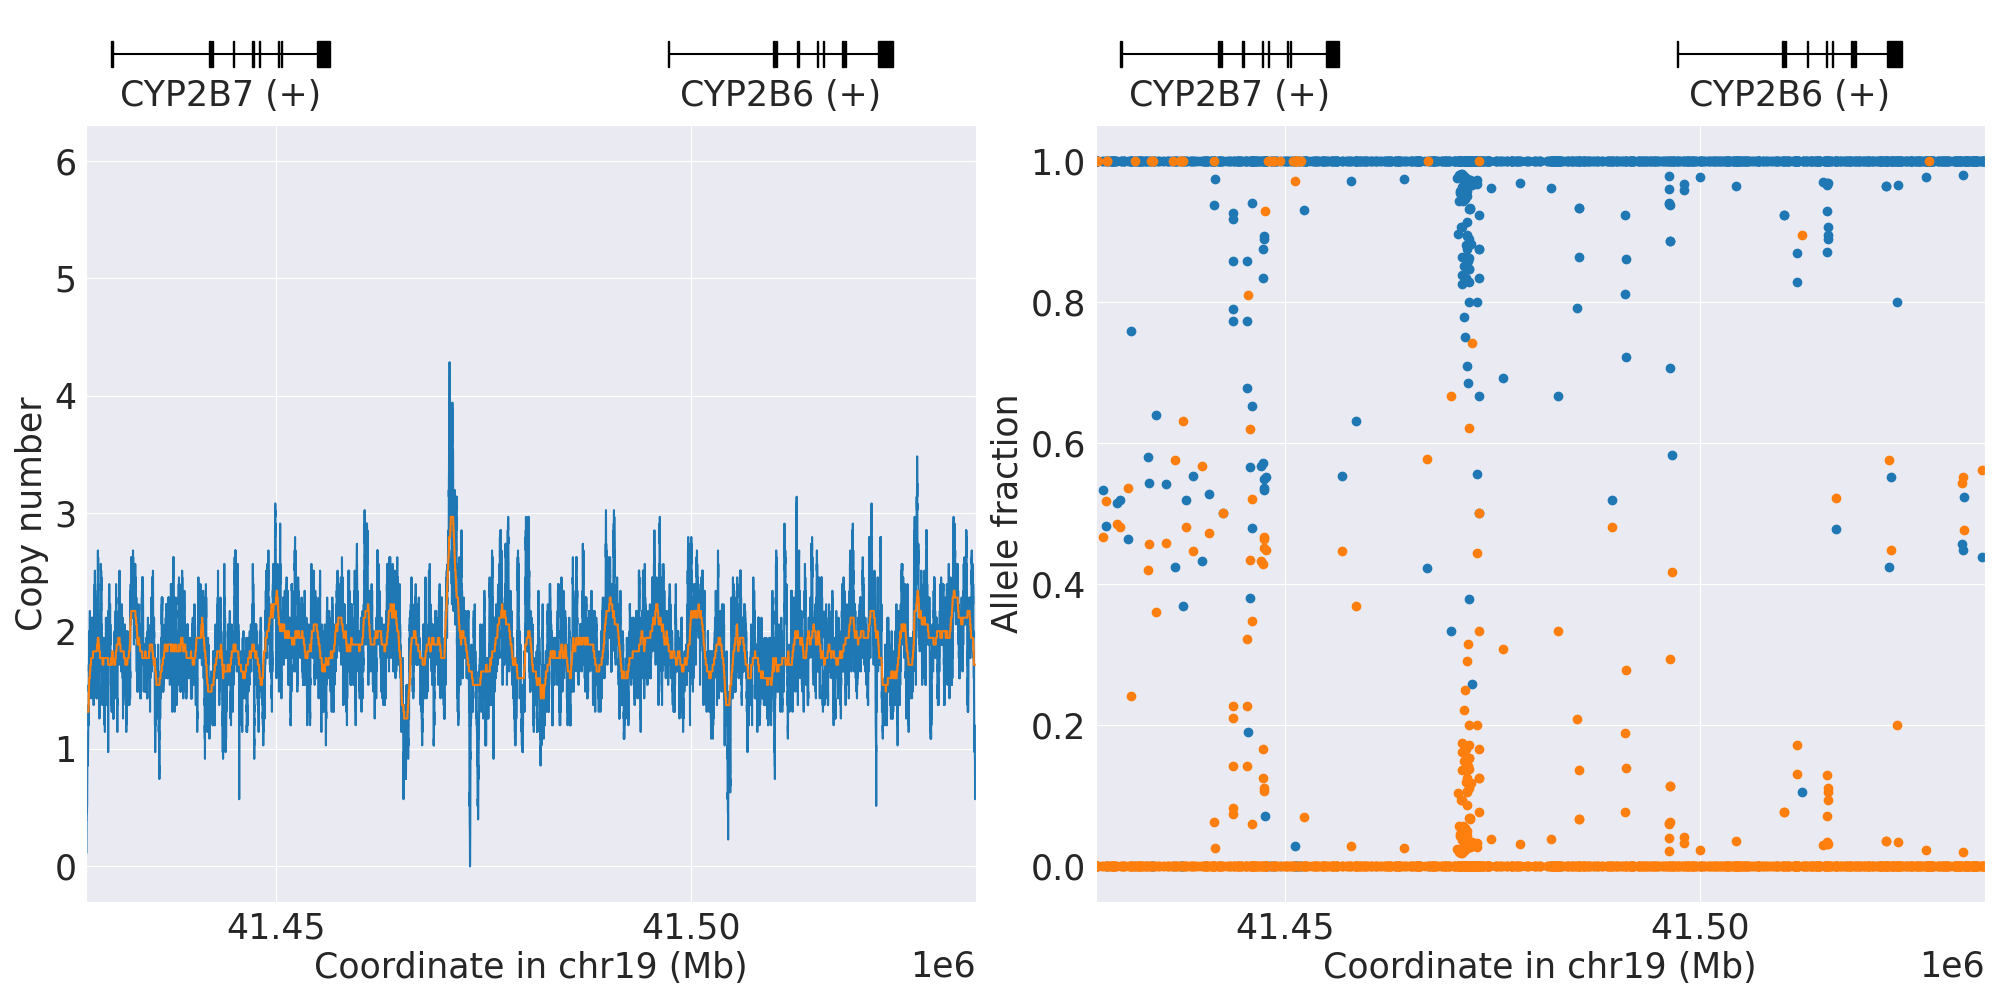 CYP2B7 (+) CYP2B6 (+)
6
5
4
3
2
1
0
Copy number
41.45 41.50
Coordinate in chr19 (Mb) 1e6
CYP2B7 (+) CYP2B6 (+)
1.0
0.8
0.6
0.4
0.2
0.0
Allele fraction
41.45 41.50
Coordinate in chr19 (Mb) 1e6